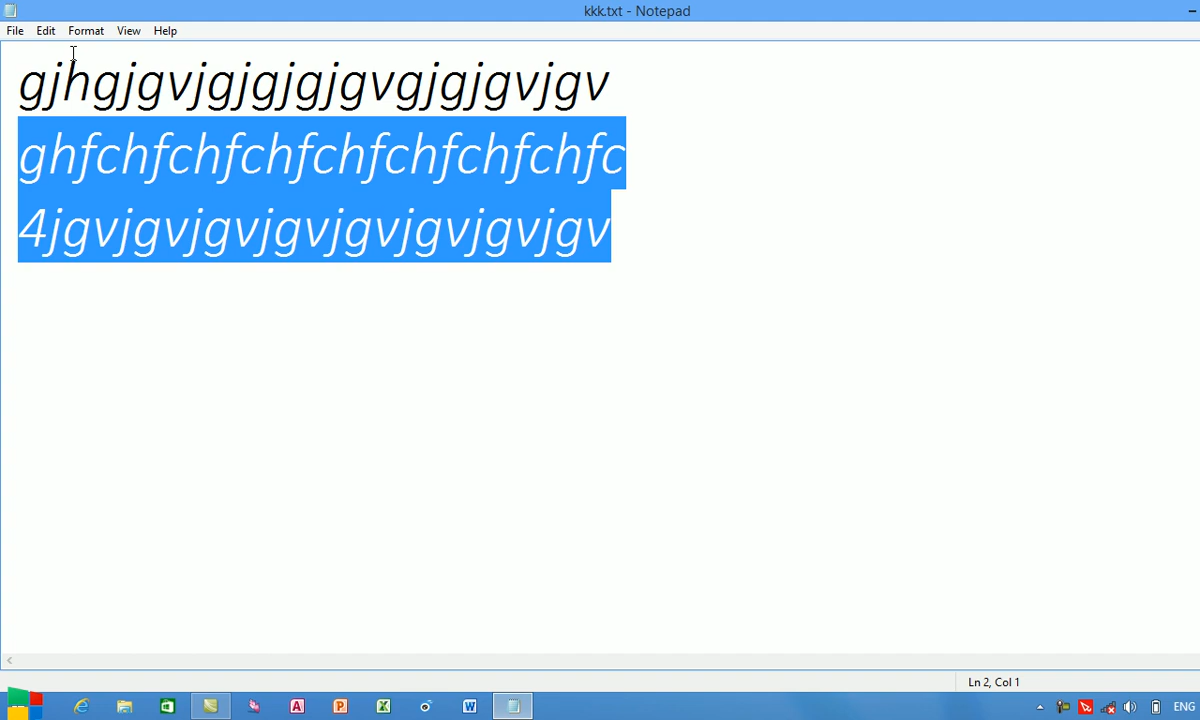 kkk.txt - Notepad
File Edit Format View Help
gjhgjgvjgjgjgjgvgjgjgvjgv
ghfchfchfchfchfchfchfchfc
4jgvjgvjgvjgvjgvjgvjgvjgv
Ln 2, Col 1
ENG